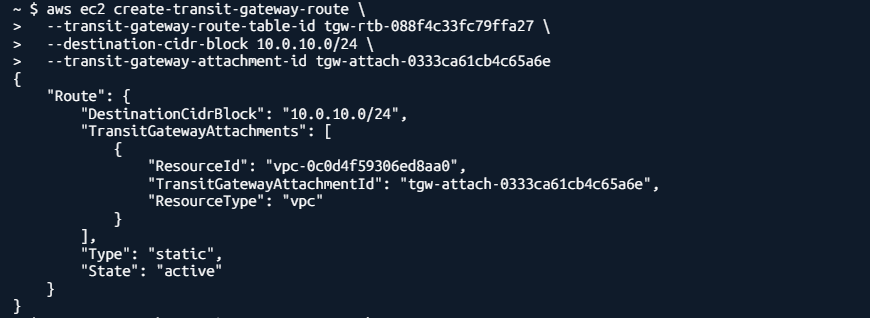 ~ $ aws ec2 create-transit-gateway-route \
>   --transit-gateway-route-table-id tgw-rtb-088f4c33fc79ffa27 \
>   --destination-cidr-block 10.0.10.0/24 \
>   --transit-gateway-attachment-id tgw-attach-0333ca61cb4c65a6e
{
    "Route": {
        "DestinationCidrBlock": "10.0.10.0/24",
        "TransitGatewayAttachments": [
            {
                "ResourceId": "vpc-0c0d4f59306ed8aa0",
                "TransitGatewayAttachmentId": "tgw-attach-0333ca61cb4c65a6e",
                "ResourceType": "vpc"
            }
        ],
        "Type": "static",
        "State": "active"
    }
}